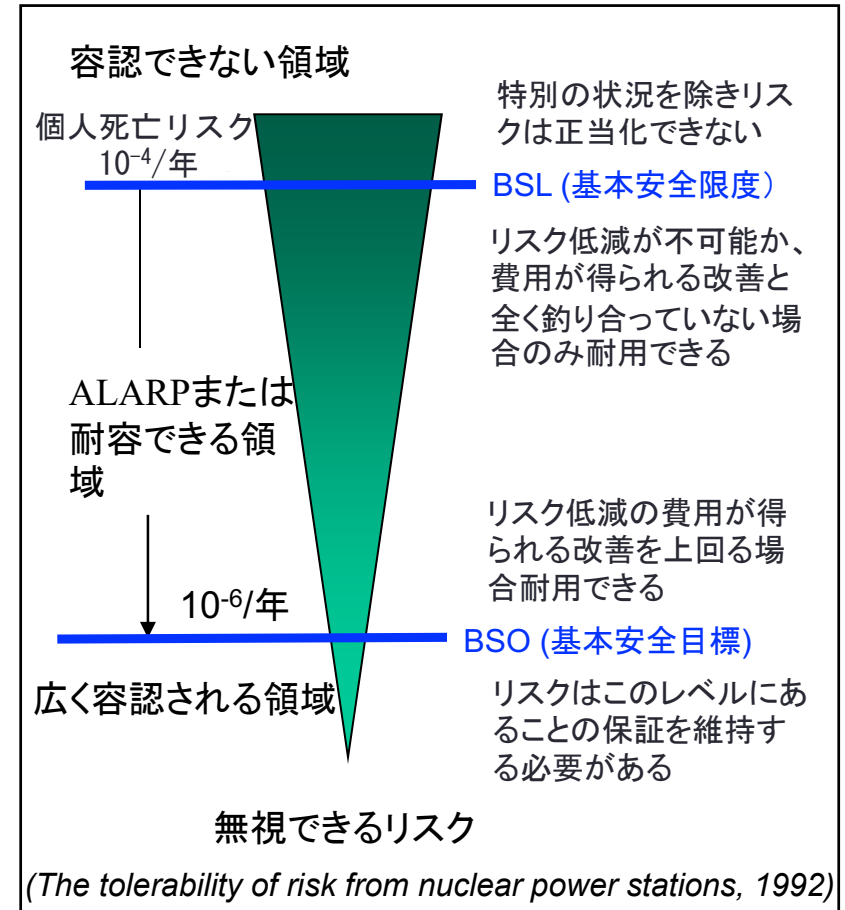 容認できない領域
個人死亡リスク
10⁻⁴/年
特別の状況を除きリス
クは正当化できない
BSL (基本安全限度）
リスク低減が不可能か、
費用が得られる改善と
全く釣り合っていない場
合のみ耐用できる
ALARPまたは
耐容できる領
域
リスク低減の費用が得
られる改善を上回る場
合耐用できる
10⁻⁶/年
BSO (基本安全目標)
広く容認される領域
リスクはこのレベルにあ
ることの保証を維持す
る必要がある
無視できるリスク
(The tolerability of risk from nuclear power stations, 1992)